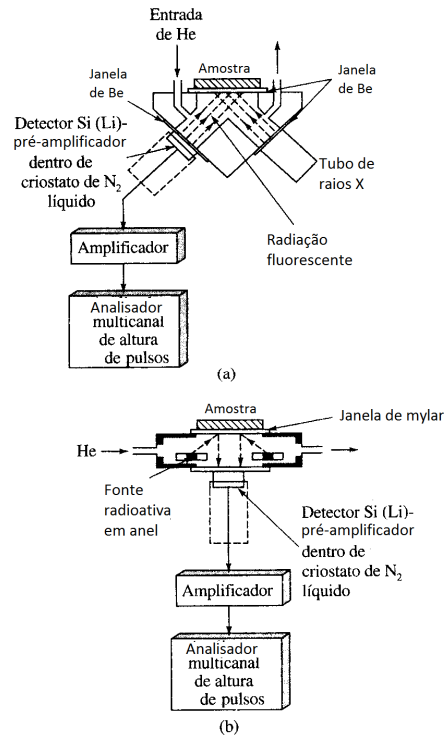 Entrada
de He
Janela
de Be
Amostra
Janela
de Be
Detector Si (Li)-
pré-amplificador
dentro de
criostato de N2
líquido
Tubo de
raios X
Radiação
fluorescente
Amplificador
Analisador
multicanal
de altura
de pulsos
(a)
Amostra
Janela de mylar
He
Fonte
radioativa
em anel
Detector Si (Li)-
pré-amplificador
dentro de
criostato de N2
líquido
Amplificador
Analisador
multicanal
de altura
de pulsos
(b)